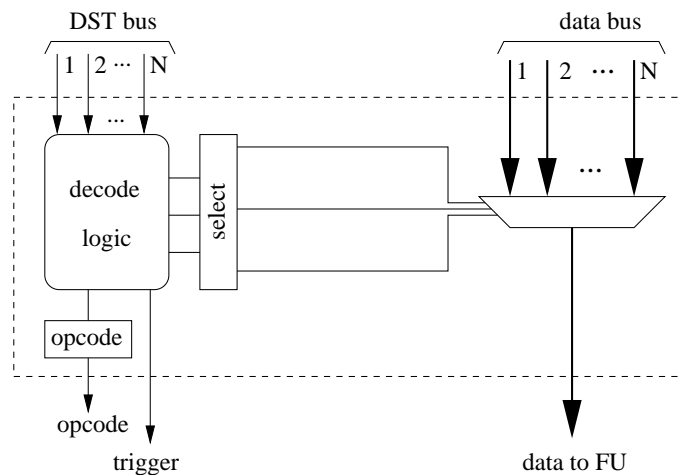 DST bus
data bus
1 2 ... N
1 2 ... N
...
...
decode
logic
select
opcode
opcode
trigger
data to FU